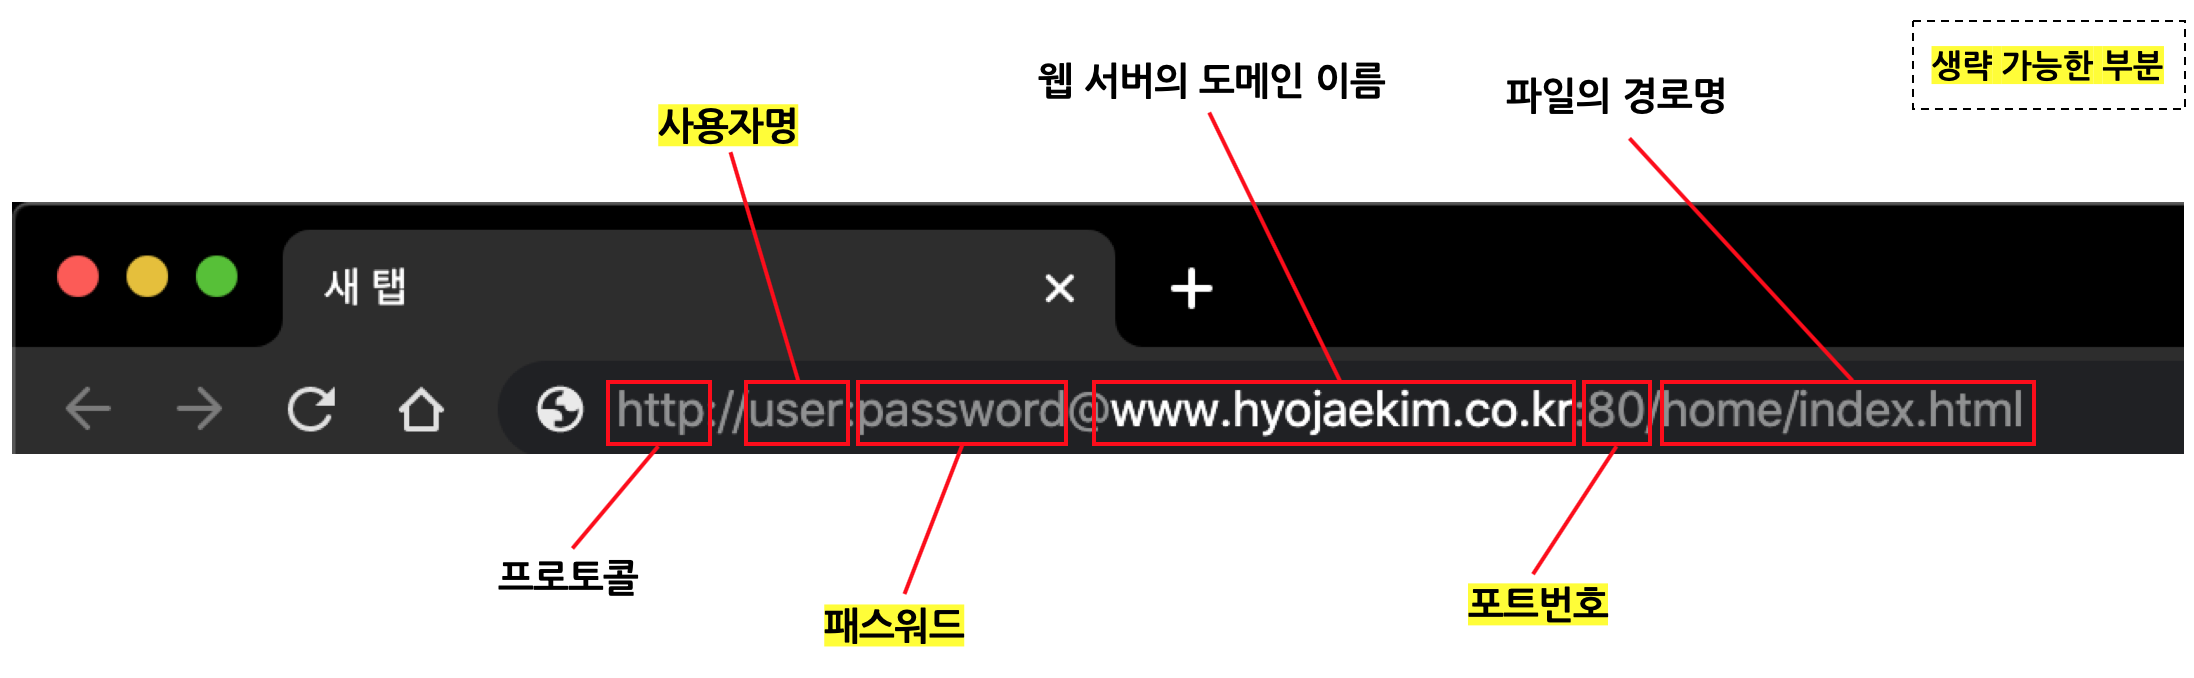 생략 가능한 부분
웹 서버의 도메인 이름
파일의 경로명
사용자명
새 탭
http://user:password@www.hyojaekim.co.kr:80/home/index.html
프로토콜
패스워드
포트번호